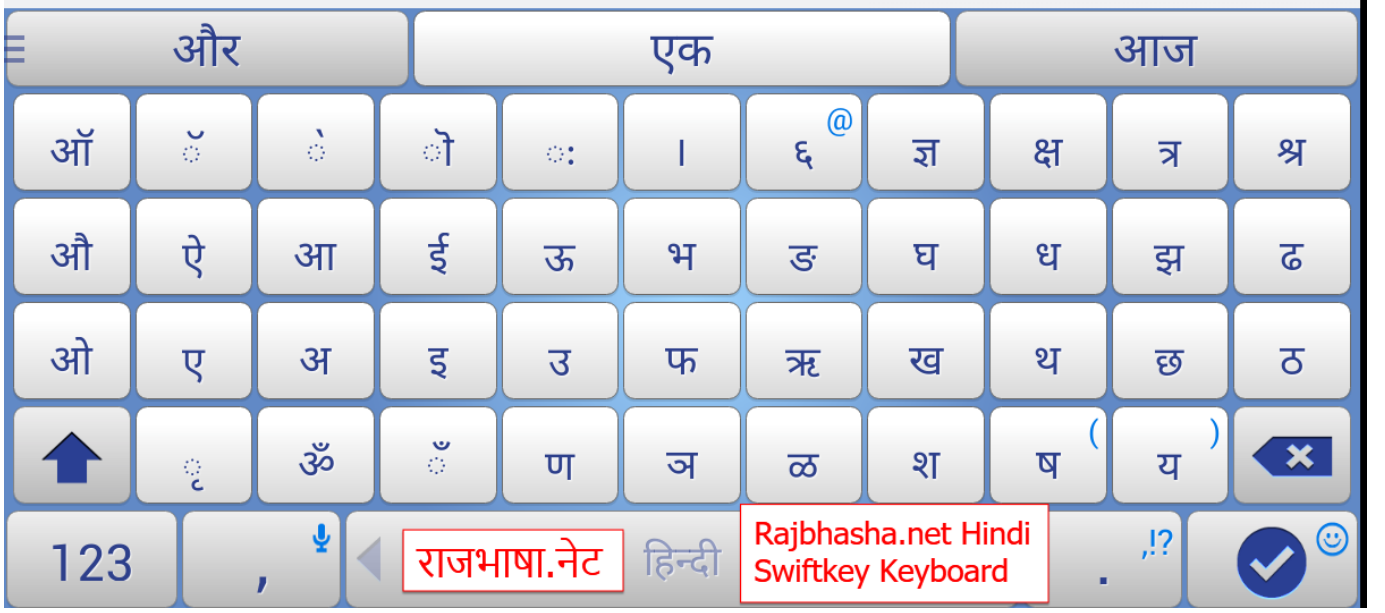 और एक आज
ऑ ॅ े ो ः । ६ @ ज्ञ क्ष त्र श्र
औ ऐ आ ई ऊ भ ङ घ ध झ ढ
ओ ए अ इ उ फ ऋ ख थ छ ठ
ृ ॐ ँ ण ञ ळ श ष ( य )
123 , राजभाषा.नेट हिन्दी Rajbhasha.net Hindi . ,!?
Swiftkey Keyboard